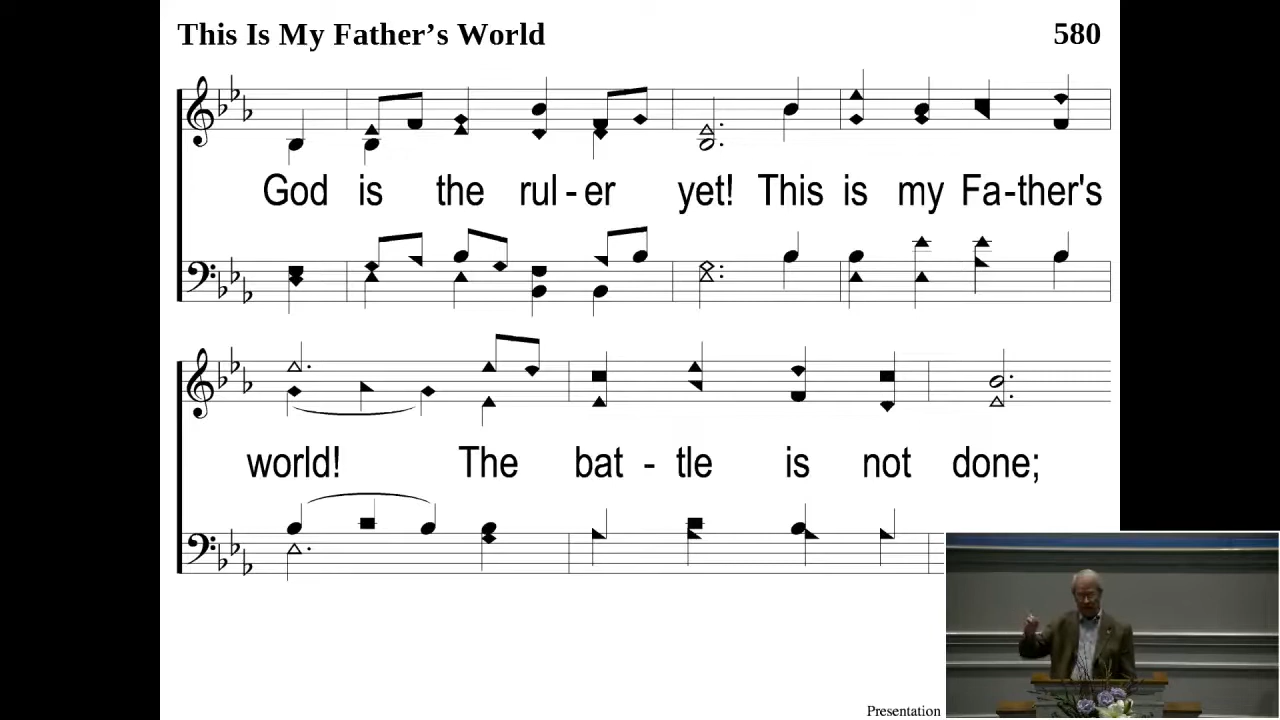 This Is My Father’s World 580
God is the rul - er yet! This is my Fa-ther's
world! The bat - tle is not done;
Presentation